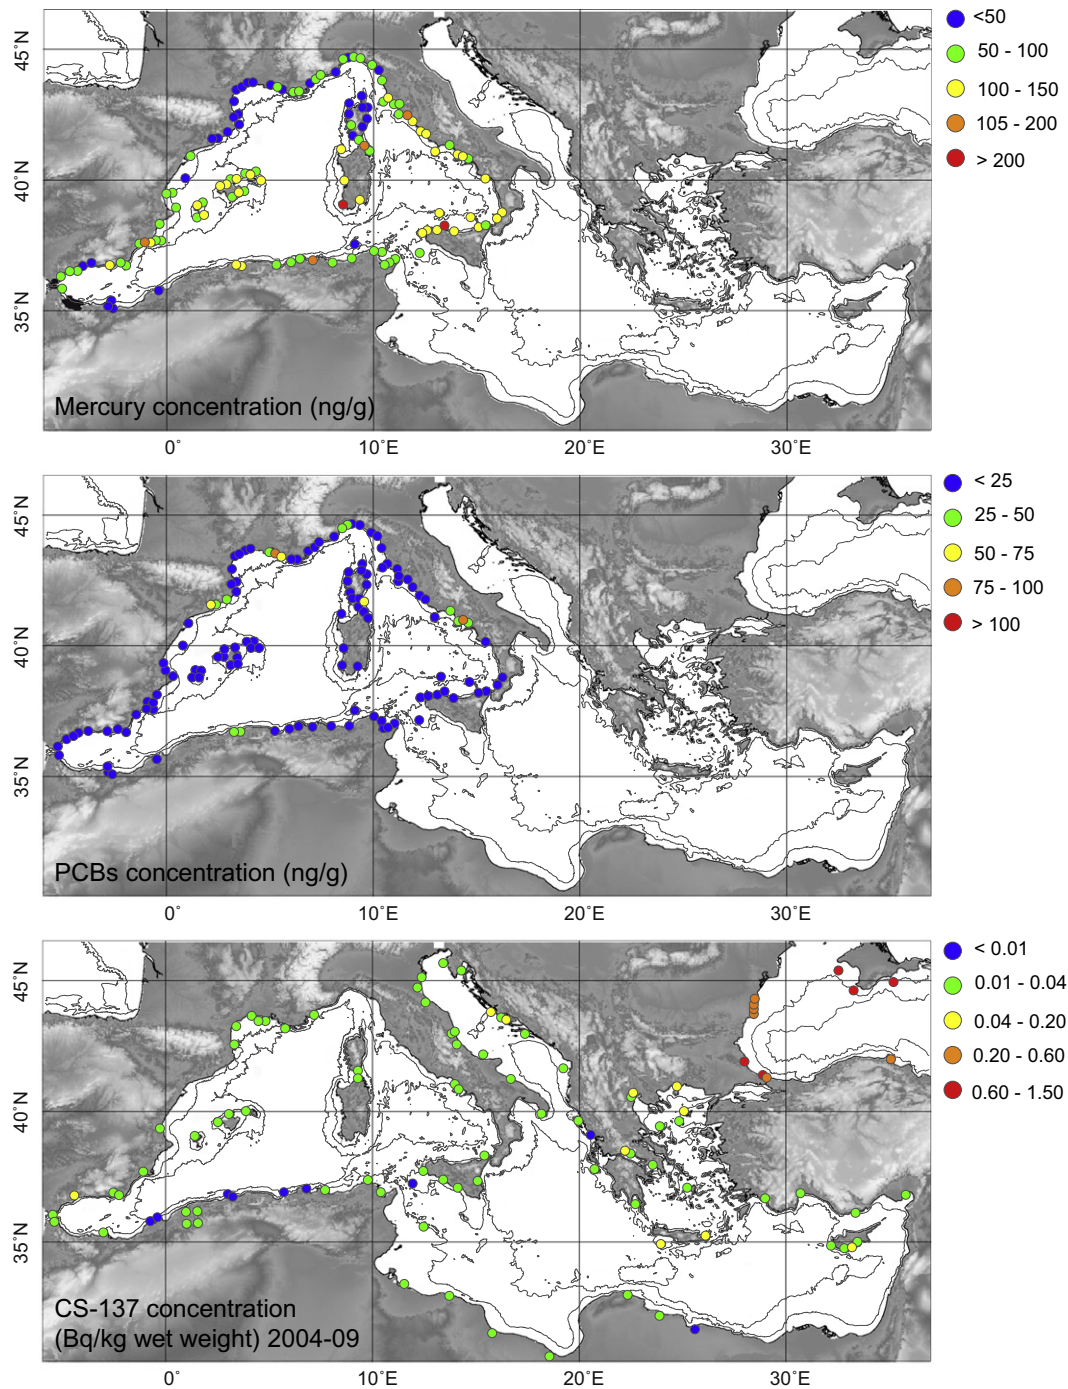 <50
50 - 100
100 - 150
105 - 200
> 200
45°N
40°N
35°N
Mercury concentration (ng/g)
0° 10°E 20°E 30°E
< 25
25 - 50
50 - 75
75 - 100
> 100
45°N
40°N
35°N
PCBs concentration (ng/g)
0° 10°E 20°E 30°E
< 0.01
0.01 - 0.04
0.04 - 0.20
0.20 - 0.60
0.60 - 1.50
45°N
40°N
35°N
CS-137 concentration
(Bq/kg wet weight) 2004-09
0° 10°E 20°E 30°E